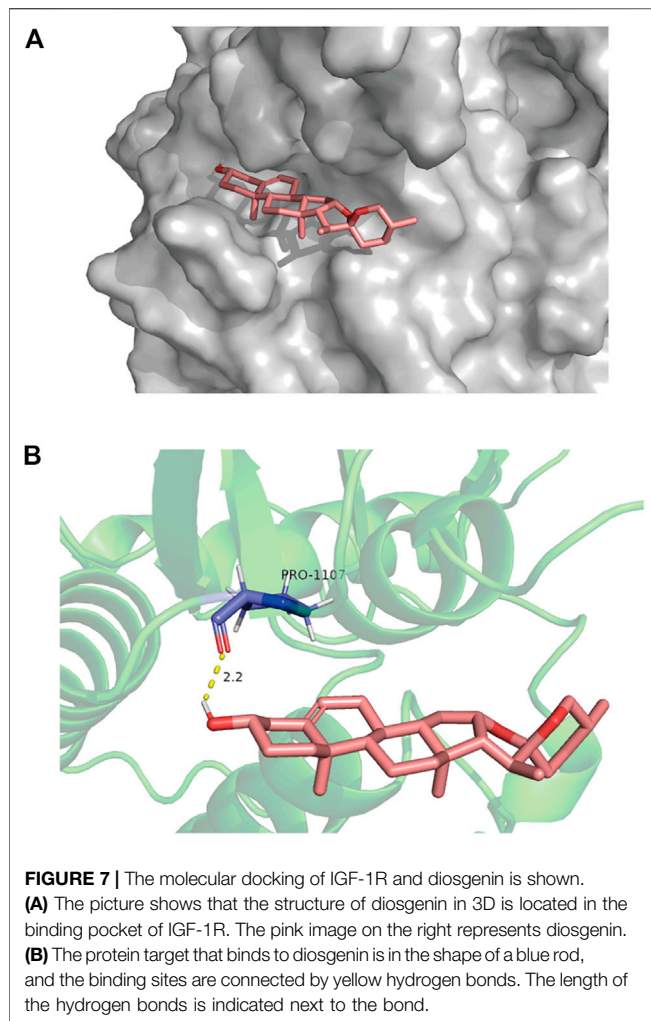 A
B
PRO-1107
2.2
FIGURE 7 | The molecular docking of IGF-1R and diosgenin is shown.
(A) The picture shows that the structure of diosgenin in 3D is located in the
binding pocket of IGF-1R. The pink image on the right represents diosgenin.
(B) The protein target that binds to diosgenin is in the shape of a blue rod,
and the binding sites are connected by yellow hydrogen bonds. The length of
the hydrogen bonds is indicated next to the bond.